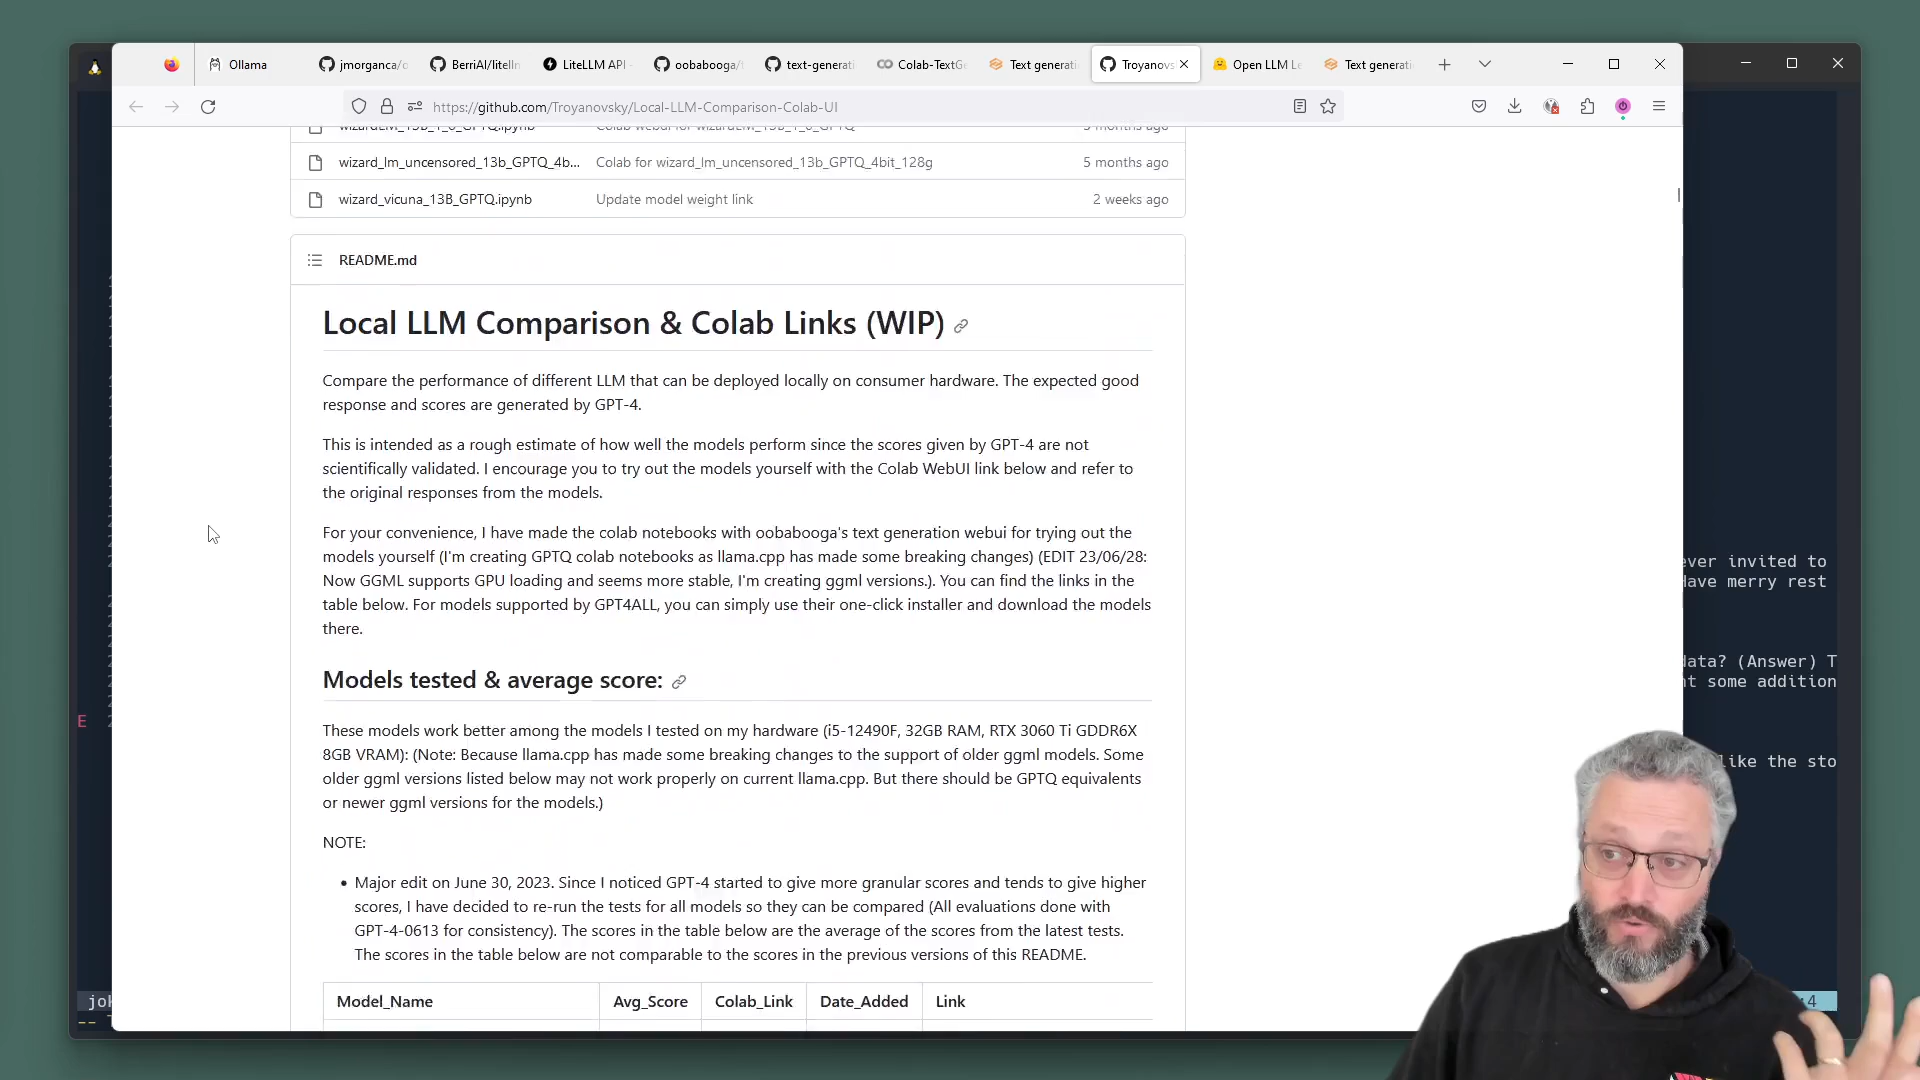 Ollama
jmorganca/o
BerriAI/litellm
LiteLLM API -
oobabooga/t
text-generati
Colab-TextGe
Text generati
Troyanovs
Open LLM Le
Text generati
https://github.com/Troyanovsky/Local-LLM-Comparison-Colab-UI
wizardLM_13B_1_0_GPTQ.ipynb Colab webui for wizardLM_13B_1_0_GPTQ 5 months ago
wizard_lm_uncensored_13b_GPTQ_4b... Colab for wizard_lm_uncensored_13b_GPTQ_4bit_128g 5 months ago
wizard_vicuna_13B_GPTQ.ipynb Update model weight link 2 weeks ago
README.md
Local LLM Comparison & Colab Links (WIP)
Compare the performance of different LLM that can be deployed locally on consumer hardware. The expected good
response and scores are generated by GPT-4.
This is intended as a rough estimate of how well the models perform since the scores given by GPT-4 are not
scientifically validated. I encourage you to try out the models yourself with the Colab WebUI link below and refer to
the original responses from the models.
For your convenience, I have made the colab notebooks with oobabooga's text generation webui for trying out the
models yourself (I'm creating GPTQ colab notebooks as llama.cpp has made some breaking changes) (EDIT 23/06/28:
Now GGML supports GPU loading and seems more stable, I'm creating ggml versions.). You can find the links in the
table below. For models supported by GPT4ALL, you can simply use their one-click installer and download the models
there.
ever invited to
Have merry rest
data? (Answer) T
nt some addition
like the sto
Models tested & average score:
These models work better among the models I tested on my hardware (i5-12490F, 32GB RAM, RTX 3060 Ti GDDR6X
8GB VRAM): (Note: Because llama.cpp has made some breaking changes to the support of older ggml models. Some
older ggml versions listed below may not work properly on current llama.cpp. But there should be GPTQ equivalents
or newer ggml versions for the models.)
NOTE:
• Major edit on June 30, 2023. Since I noticed GPT-4 started to give more granular scores and tends to give higher
scores, I have decided to re-run the tests for all models so they can be compared (All evaluations done with
GPT-4-0613 for consistency). The scores in the table below are the average of the scores from the latest tests.
The scores in the table below are not comparable to the scores in the previous versions of this README.
Model_Name Avg_Score Colab_Link Date_Added Link
E
jok